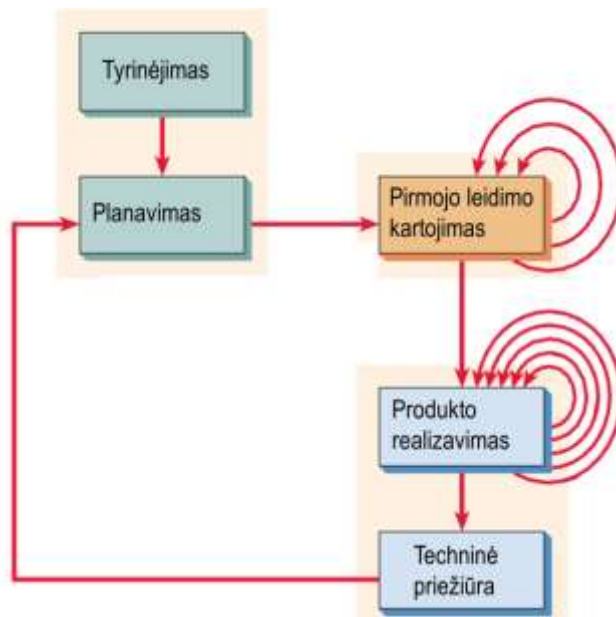 Tyrinėjimas
Planavimas
Pirmojo leidimo
kartojimas
Produkto
realizavimas
Techninė
priežiūra